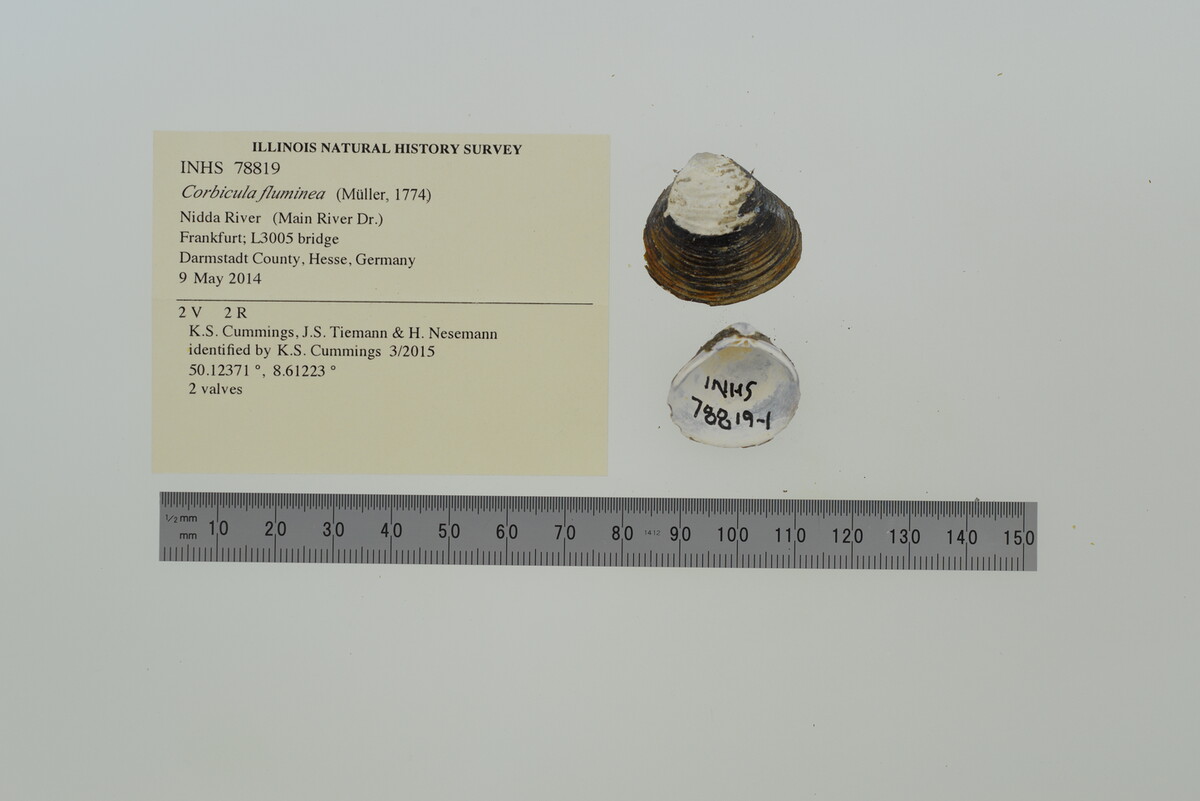 ILLINOIS NATURAL HISTORY SURVEY
INHS 78819
Corbicula fluminea (Müller, 1774)
Nidda River (Main River Dr.)
Frankfurt; L3005 bridge
Darmstadt County, Hesse, Germany
9 May 2014
2 V 2 R
K.S. Cummings, J.S. Tiemann & H. Nesemann
identified by K.S. Cummings 3/2015
50.12371 °, 8.61223 °
2 valves
INHS
78819-1
1/2 mm
mm 10 20 30 40 50 60 70 80 1412 90 100 110 120 130 140 150